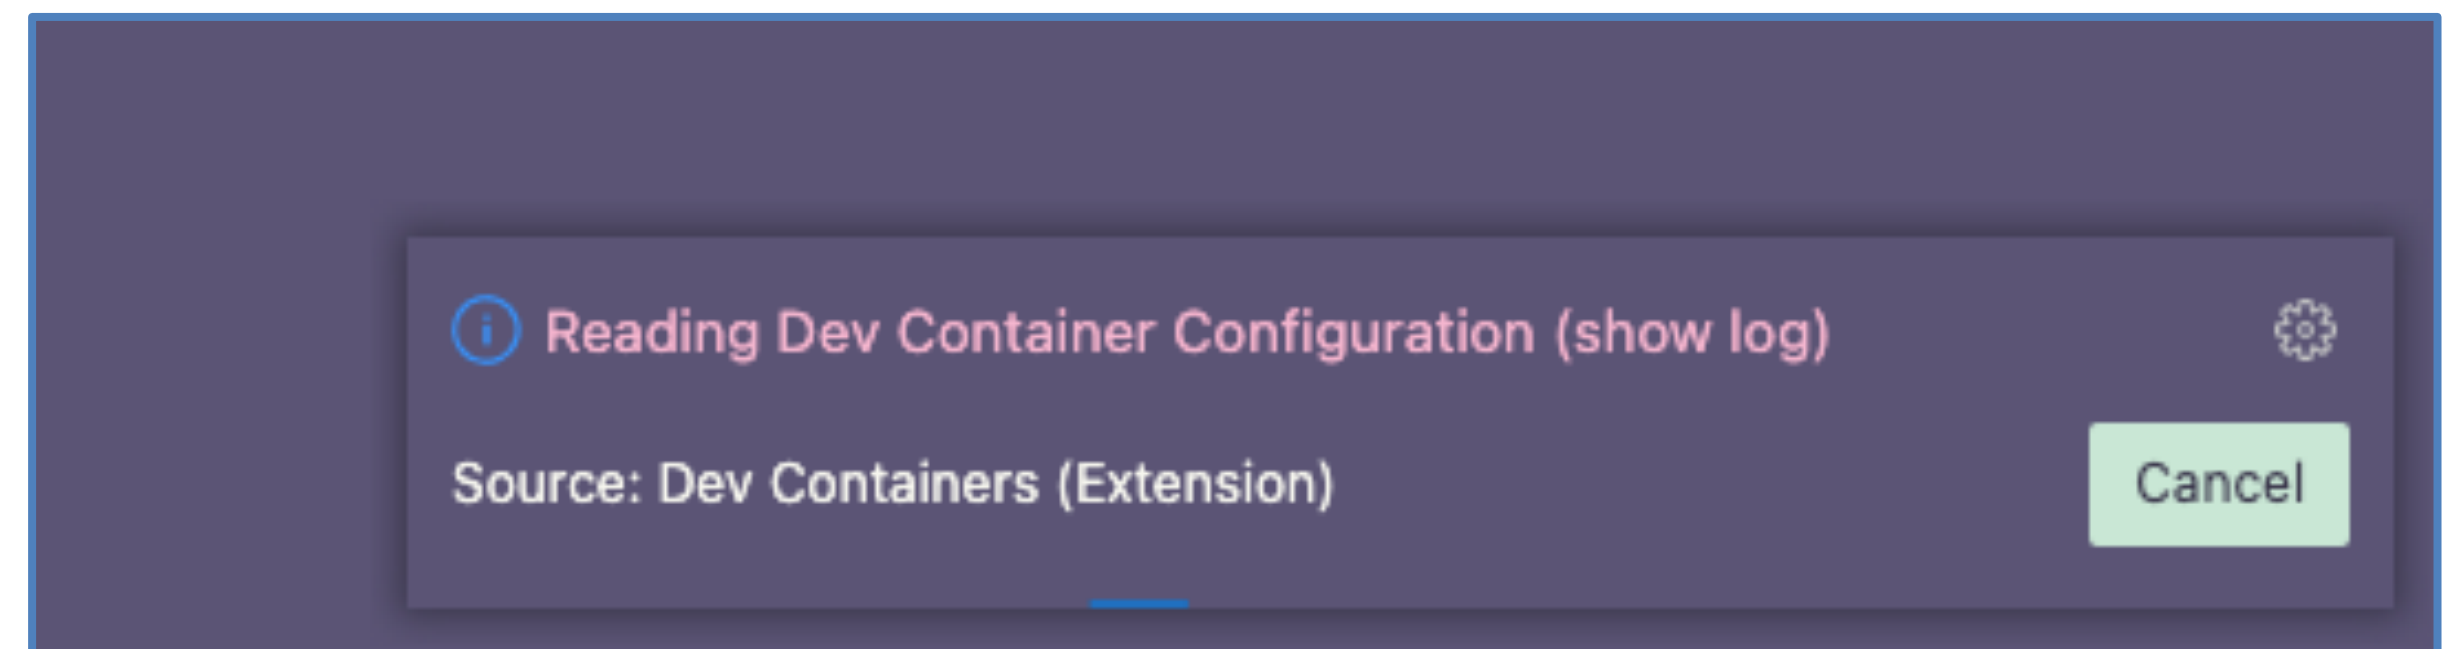 Reading Dev Container Configuration (show log)
Source: Dev Containers (Extension)
Cancel